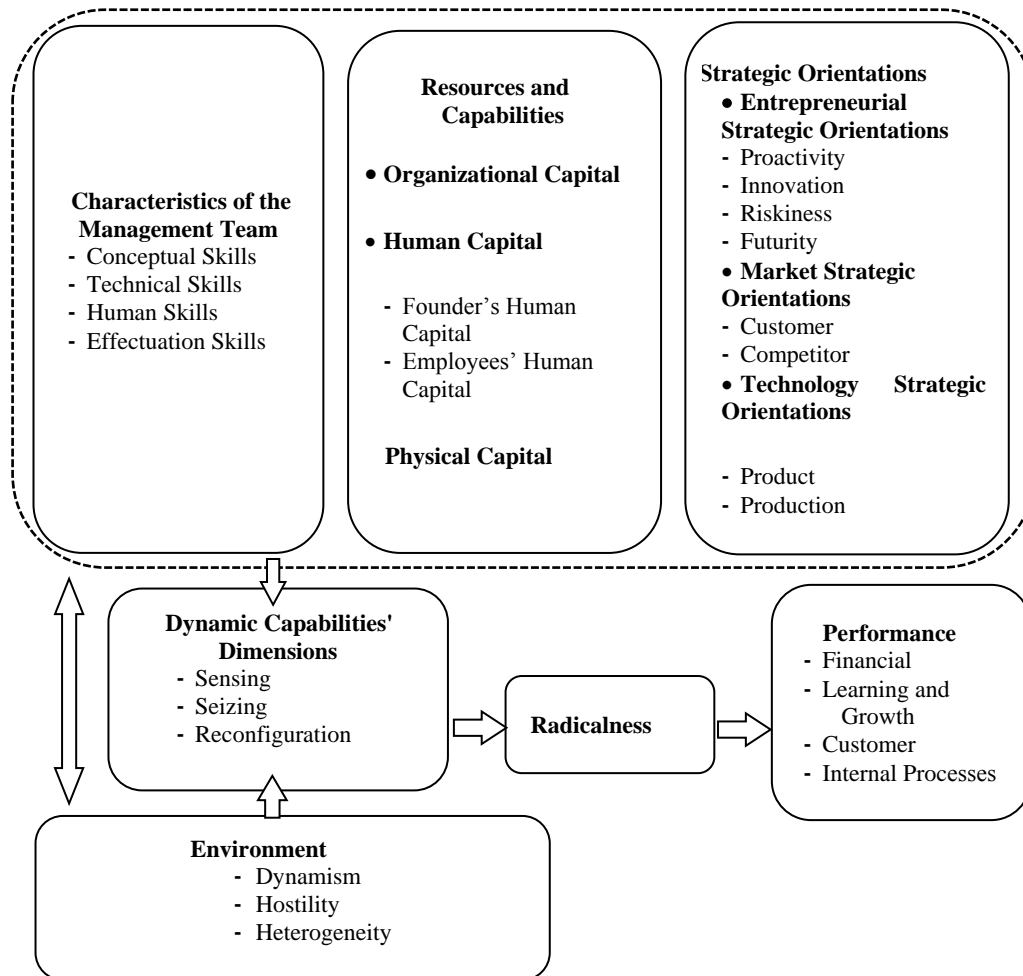 Characteristics of the
Management Team
- Conceptual Skills
- Technical Skills
- Human Skills
- Effectuation Skills
Resources and
Capabilities
• Organizational Capital
• Human Capital
- Founder's Human
Capital
- Employees' Human
Capital
Physical Capital
Strategic Orientations
• Entrepreneurial
Strategic Orientations
- Proactivity
- Innovation
- Riskiness
- Futurity
• Market Strategic
Orientations
- Customer
- Competitor
• Technology Strategic
Orientations
- Product
- Production
Dynamic Capabilities'
Dimensions
- Sensing
- Seizing
- Reconfiguration
Radicalness
Performance
- Financial
- Learning and
Growth
- Customer
- Internal Processes
Environment
- Dynamism
- Hostility
- Heterogeneity